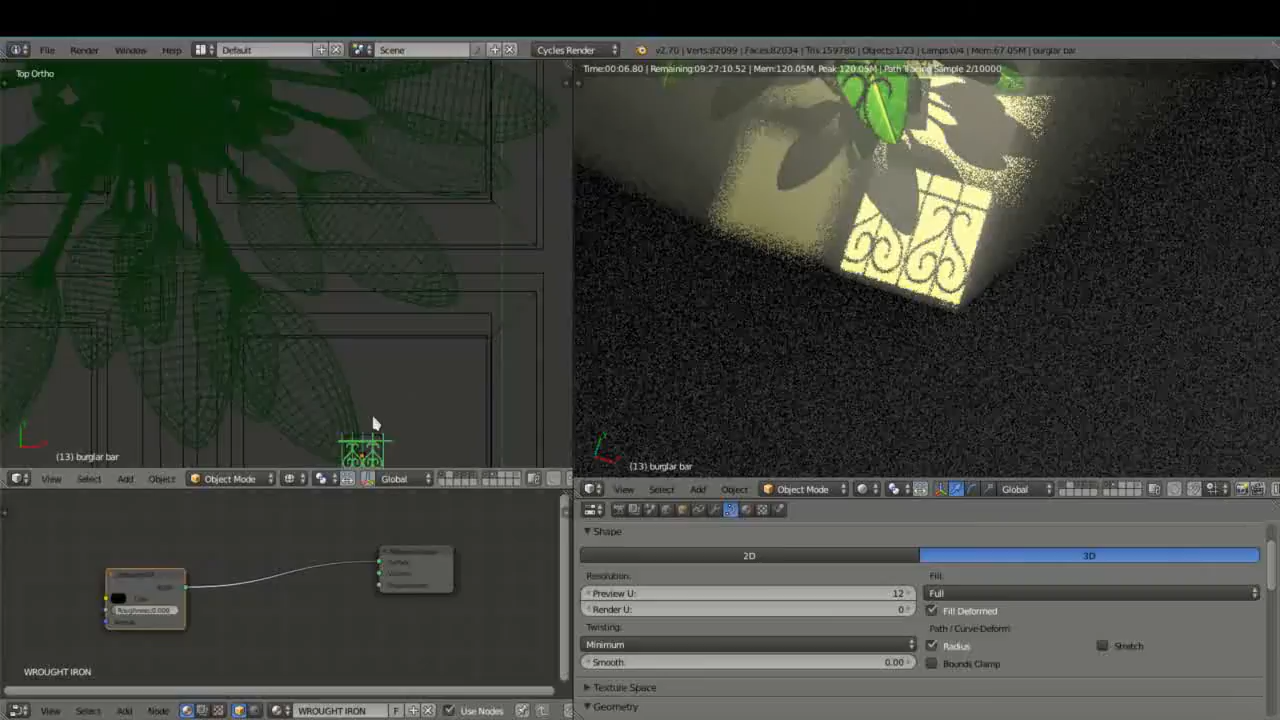 File Render Window Help Default Scene Cycles Render v2.70 | Verts:82099 | Faces:82034 | Tris:159780 | Objects:1/23 | Lamps:0/4 | Mem:67.05M | burglar bar
Top Ortho
Time:00:06.80 | Remaining:09:27:10.52 | Mem:120.05M, Peak:120.05M | Path Tracing Sample 2/10000
(13) burglar bar
(13) burglar bar
View Select Add Object Object Mode Global
View Select Add Object Object Mode Global
Shape
2D 3D
Resolution: Fill:
Preview U: 12 Full
Render U: 0 Fill Deformed
Twisting: Path / Curve-Deform:
Minimum Radius Stretch
Smooth: 0.00 Bounds Clamp
Texture Space
Geometry
Color
Roughness:0.000
Normal
WROUGHT IRON
View Select Add Node WROUGHT IRON F Use Nodes